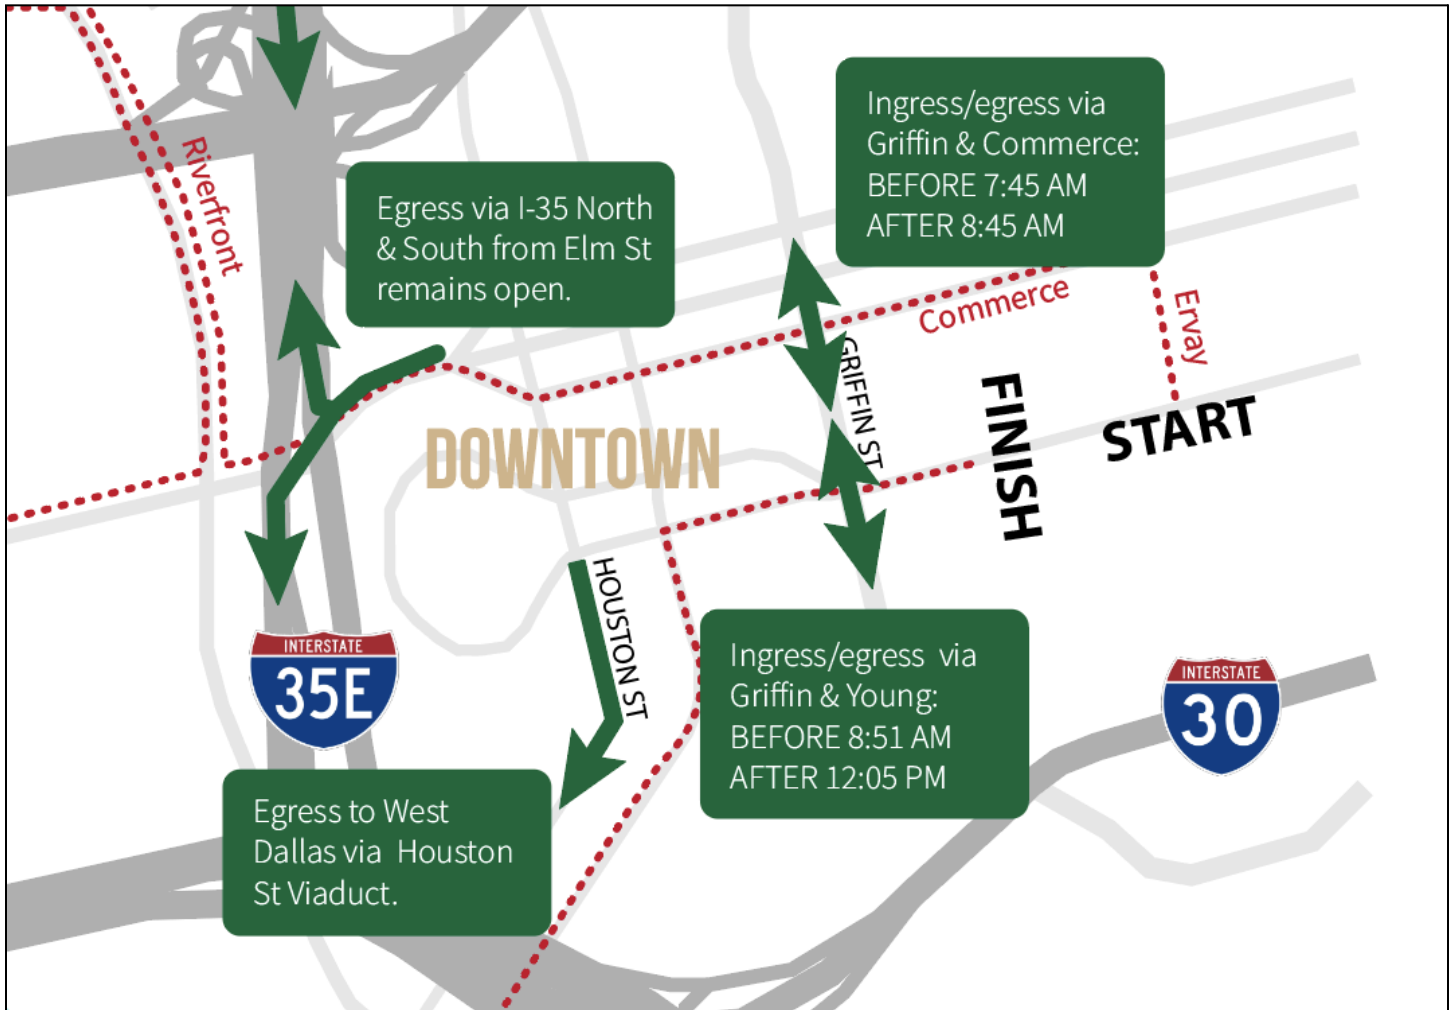 Ingress/egress via
Griffin & Commerce:
BEFORE 7:45 AM
AFTER 8:45 AM
Riverfront
Egress via I-35 North
& South from Elm St
remains open.
Commerce
Ervay
GRIFFIN ST
FINISH
START
DOWNTOWN
HOUSTON ST
INTERSTATE
35E
Ingress/egress via
Griffin & Young:
BEFORE 8:51 AM
AFTER 12:05 PM
INTERSTATE
30
Egress to West
Dallas via Houston
St Viaduct.